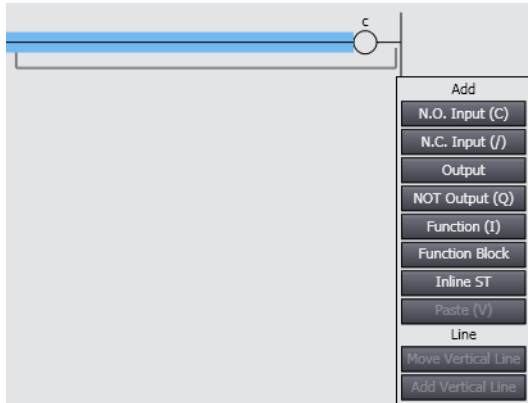 c
Add
N.O. Input (C)
N.C. Input (/)
Output
NOT Output (Q)
Function (I)
Function Block
Inline ST
Paste (V)
Line
Move Vertical Line
Add Vertical Line